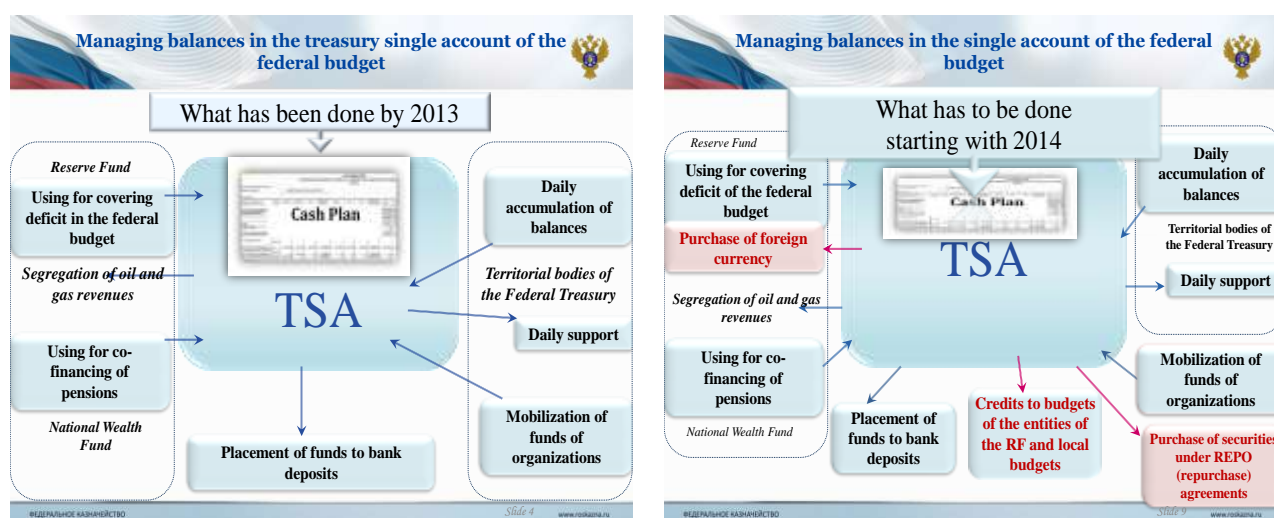 Managing balances in the treasury single account of the
federal budget
What has been done by 2013
Reserve Fund
Using for covering
deficit in the federal
budget
Segregation of oil and
gas revenues
Using for co-
financing of
pensions
National Wealth
Fund
Cash Plan
TSA
Placement of funds to bank
deposits
Daily
accumulation of
balances
Territorial bodies of
the Federal Treasury
Daily support
Mobilization of
funds of
organizations
ФЕДЕРАЛЬНОЕ КАЗНАЧЕЙСТВО
Slide 4
www.roskazna.ru
Managing balances in the single account of the federal
budget
What has to be done
starting with 2014
Reserve Fund
Using for covering
deficit of the federal
budget
Purchase of foreign
currency
Segregation of oil and gas
revenues
Using for co-
financing of
pensions
National Wealth Fund
Cash Plan
TSA
Placement of
funds to bank
deposits
Credits to budgets
of the entities of
the RF and local
budgets
Daily
accumulation of
balances
Territorial bodies of
the Federal Treasury
Daily support
Mobilization of
funds of
organizations
Purchase of securities
under REPO
(repurchase)
agreements
ФЕДЕРАЛЬНОЕ КАЗНАЧЕЙСТВО
Slide 9
www.roskazna.ru